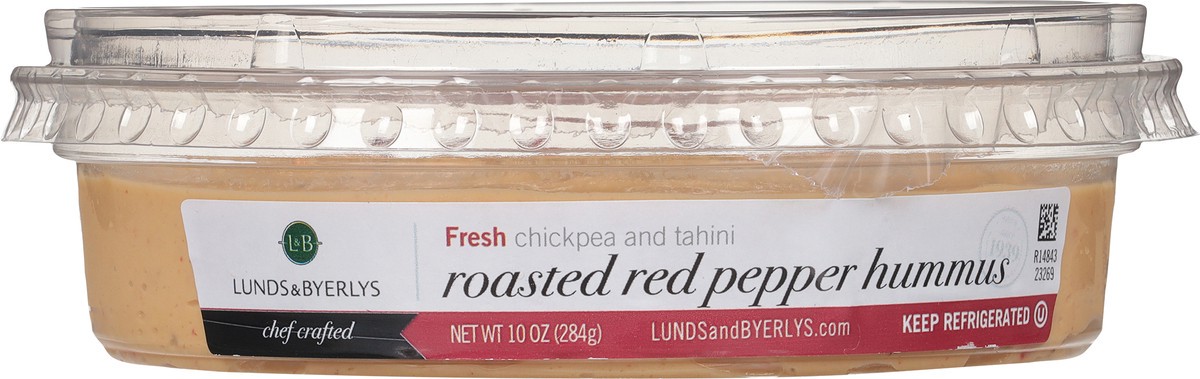 L&B
LUNDS&BYERLYS
chef crafted
Fresh chickpea and tahini
roasted red pepper hummus
NET WT 10 OZ (284g)
LUNDSandBYERLYS.com
KEEP REFRIGERATED U
R14843
23269